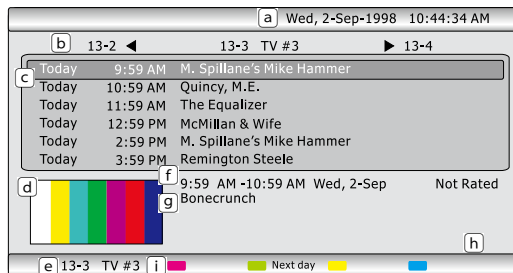 a Wed, 2-Sep-1998 10:44:34 AM
b 13-2 ◀ 13-3 TV #3 ▶ 13-4
c Today 9:59 AM M. Spillane's Mike Hammer
Today 10:59 AM Quincy, M.E.
Today 11:59 AM The Equalizer
Today 12:59 PM McMillan & Wife
Today 2:59 PM M. Spillane's Mike Hammer
Today 3:59 PM Remington Steele
d f 9:59 AM -10:59 AM Wed, 2-Sep Not Rated
g Bonecrunch
h
e 13-3 TV #3 i Next day